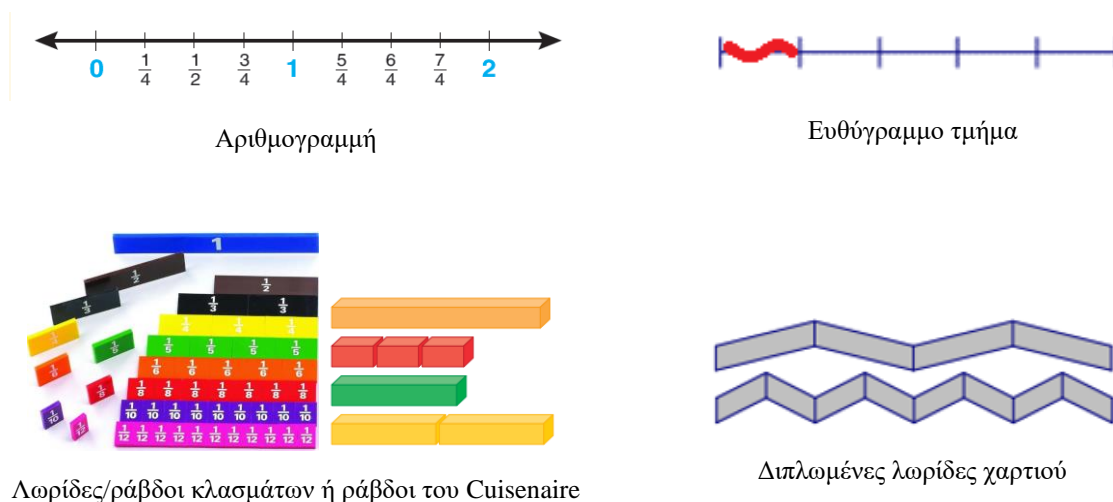 0 1/4 1/2 3/4 1 5/4 6/4 7/4 2
Αριθμογραμμή
Ευθύγραμμο τμήμα
1
1/2
1/2
1/3
1/3 1/3
1/4
1/4 1/4 1/4
1/5
1/5 1/5 1/5 1/5
1/6
1/6 1/6 1/6 1/6 1/6
1/8
1/8 1/8 1/8 1/8 1/8 1/8 1/8
1/10
1/10 1/10 1/10 1/10 1/10 1/10 1/10 1/10 1/10
1/12
1/12 1/12 1/12 1/12 1/12 1/12 1/12 1/12 1/12 1/12 1/12
Λωρίδες/ράβδοι κλασμάτων ή ράβδοι του Cuisenaire
Διπλωμένες λωρίδες χαρτιού